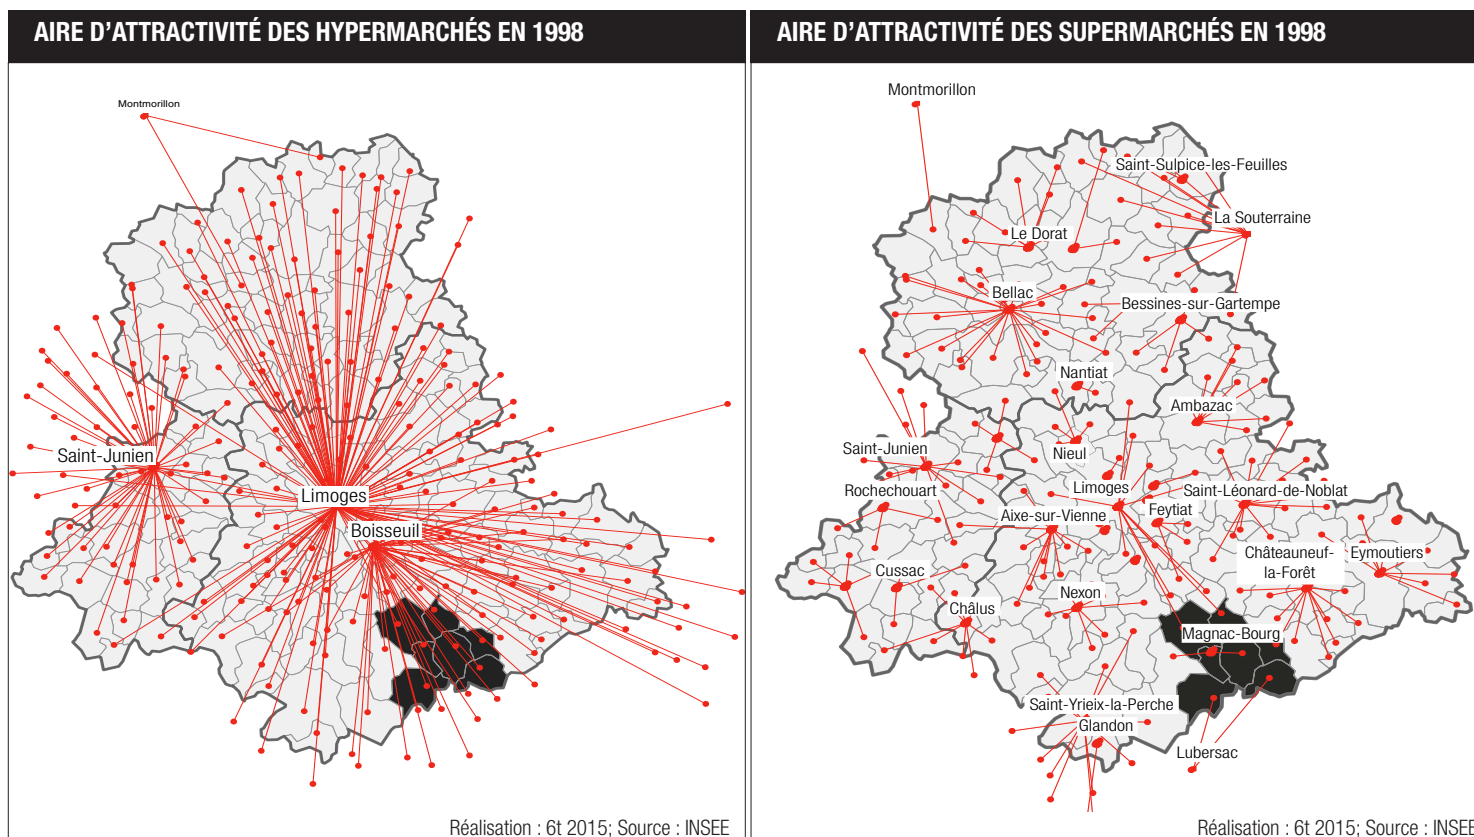 AIRE D'ATTRACTIVITÉ DES HYPERMARCHÉS EN 1998
Montmorillon
Saint-Junien
Limoges
Boisseuil
Réalisation : 6t 2015; Source : INSEE
AIRE D'ATTRACTIVITÉ DES SUPERMARCHÉS EN 1998
Montmorillon
Saint-Sulpice-les-Feuilles
La Souterraine
Le Dorat
Bellac
Bessines-sur-Gartempe
Nantiat
Ambazac
Saint-Junien
Nieul
Rochechouart
Limoges
Saint-Léonard-de-Noblat
Aixe-sur-Vienne
Feytiat
Châteauneuf-
la-Forêt
Eymoutiers
Cussac
Nexon
Châlus
Magnac-Bourg
Saint-Yrieix-la-Perche
Glandon
Lubersac
Réalisation : 6t 2015; Source : INSEE